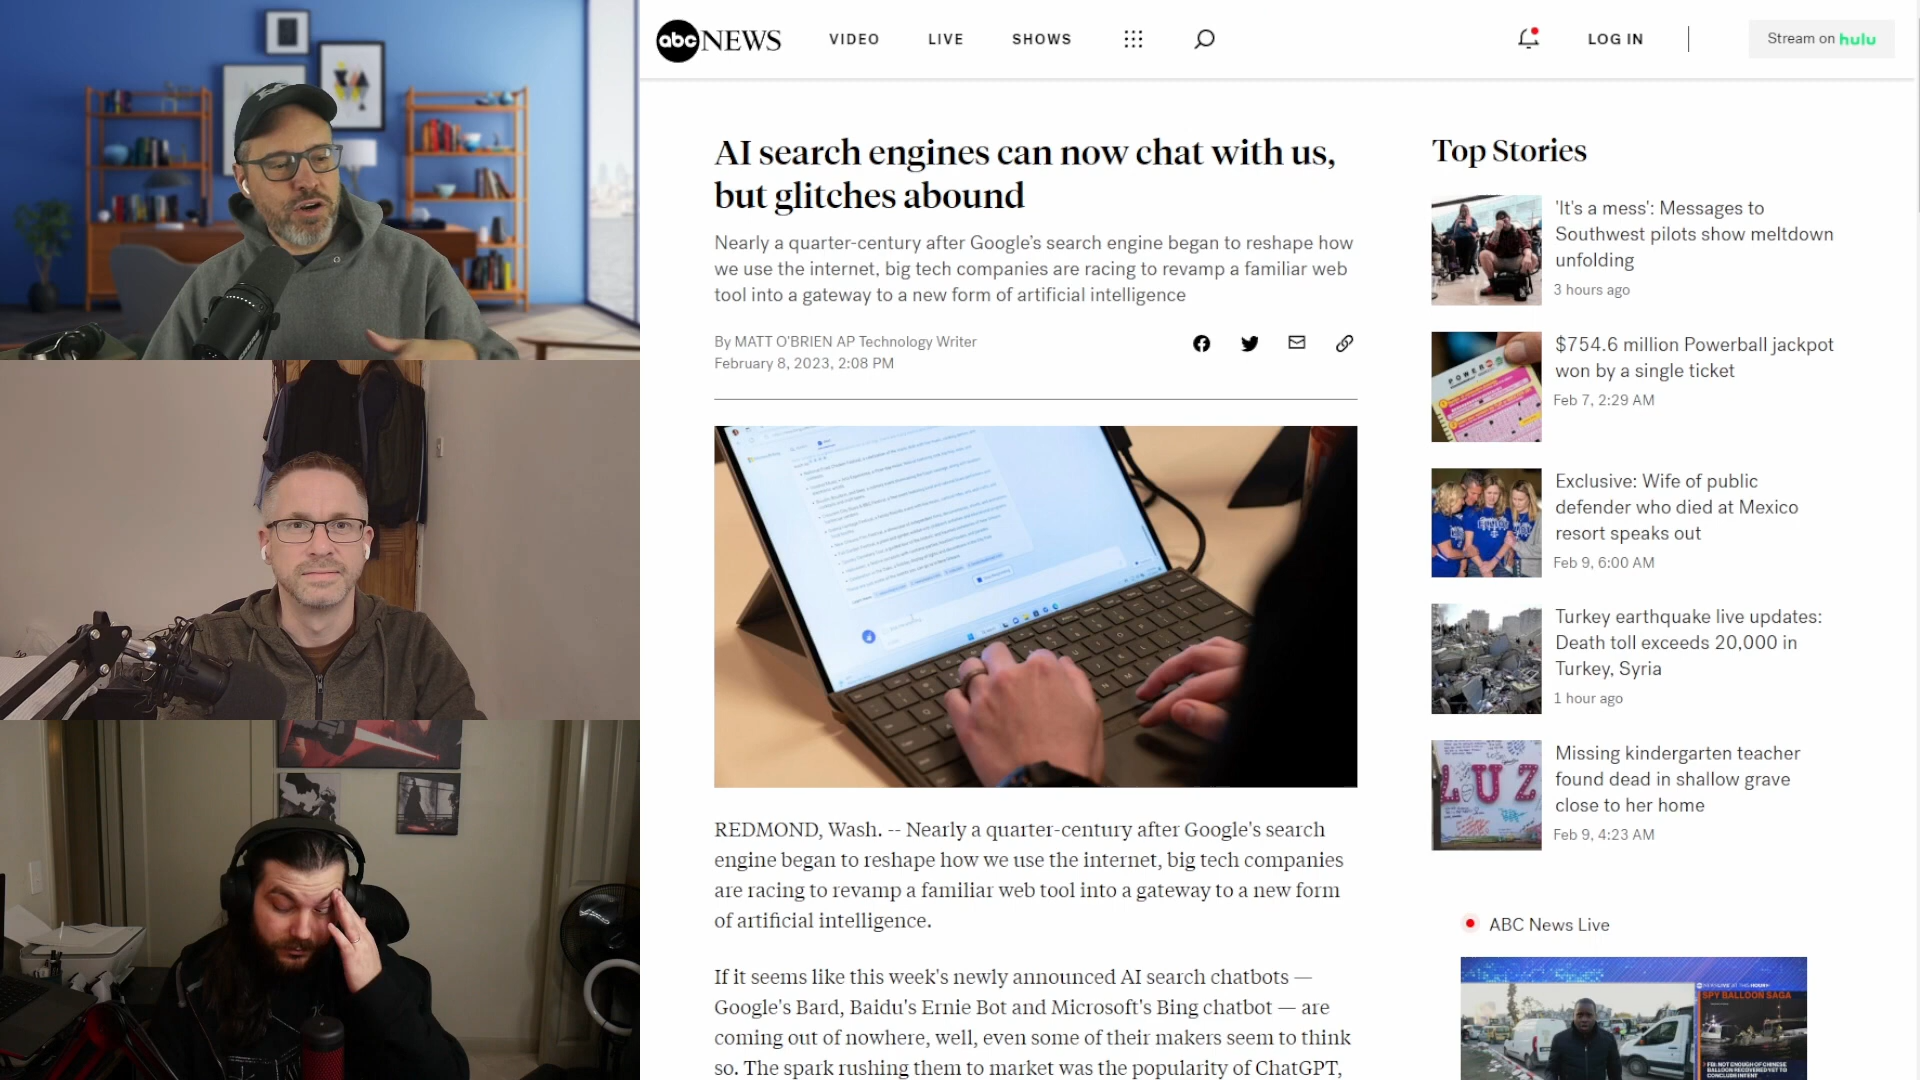 abc NEWS
VIDEO
LIVE
SHOWS
LOG IN
Stream on hulu
AI search engines can now chat with us,
but glitches abound
Nearly a quarter-century after Google’s search engine began to reshape how
we use the internet, big tech companies are racing to revamp a familiar web
tool into a gateway to a new form of artificial intelligence
By MATT O'BRIEN AP Technology Writer
February 8, 2023, 2:08 PM
REDMOND, Wash. -- Nearly a quarter-century after Google's search
engine began to reshape how we use the internet, big tech companies
are racing to revamp a familiar web tool into a gateway to a new form
of artificial intelligence.
If it seems like this week's newly announced AI search chatbots —
Google's Bard, Baidu's Ernie Bot and Microsoft's Bing chatbot — are
coming out of nowhere, well, even some of their makers seem to think
so. The spark rushing them to market was the popularity of ChatGPT,
Top Stories
'It's a mess': Messages to
Southwest pilots show meltdown
unfolding
3 hours ago
POWER
$754.6 million Powerball jackpot
won by a single ticket
Feb 7, 2:29 AM
Exclusive: Wife of public
defender who died at Mexico
resort speaks out
Feb 9, 6:00 AM
Turkey earthquake live updates:
Death toll exceeds 20,000 in
Turkey, Syria
1 hour ago
LUZ
Missing kindergarten teacher
found dead in shallow grave
close to her home
Feb 9, 4:23 AM
ABC News Live
SPY BALLOON SAGA
FBI: NOT ENOUGH OF CHINESE
BALLOON RECOVERED YET TO
CONCLUDE INTENT